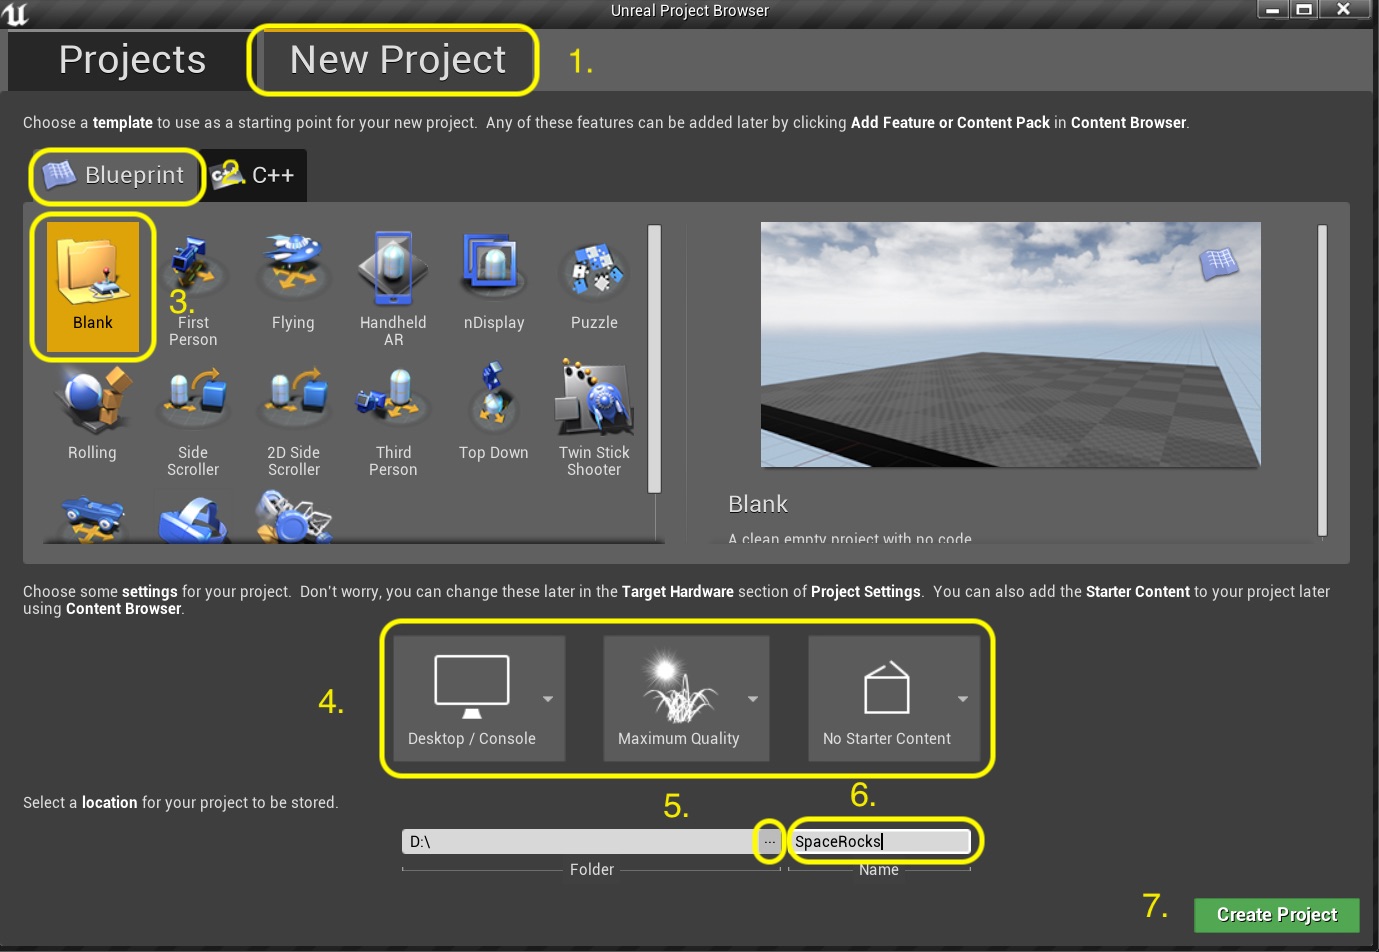 Unreal Project Browser
Projects
New Project
1.
Choose a template to use as a starting point for your new project. Any of these features can be added later by clicking Add Feature or Content Pack in Content Browser.
Blueprint
2.
C++
3.
Blank
First
Person
Flying
Handheld
AR
nDisplay
Puzzle
Rolling
Side
Scroller
2D Side
Scroller
Third
Person
Top Down
Twin Stick
Shooter
Blank
A clean empty project with no code
Choose some settings for your project. Don't worry, you can change these later in the Target Hardware section of Project Settings. You can also add the Starter Content to your project later
using Content Browser.
4.
Desktop / Console
Maximum Quality
No Starter Content
Select a location for your project to be stored.
5.
6.
D:\
...
SpaceRocks
Folder
Name
7.
Create Project